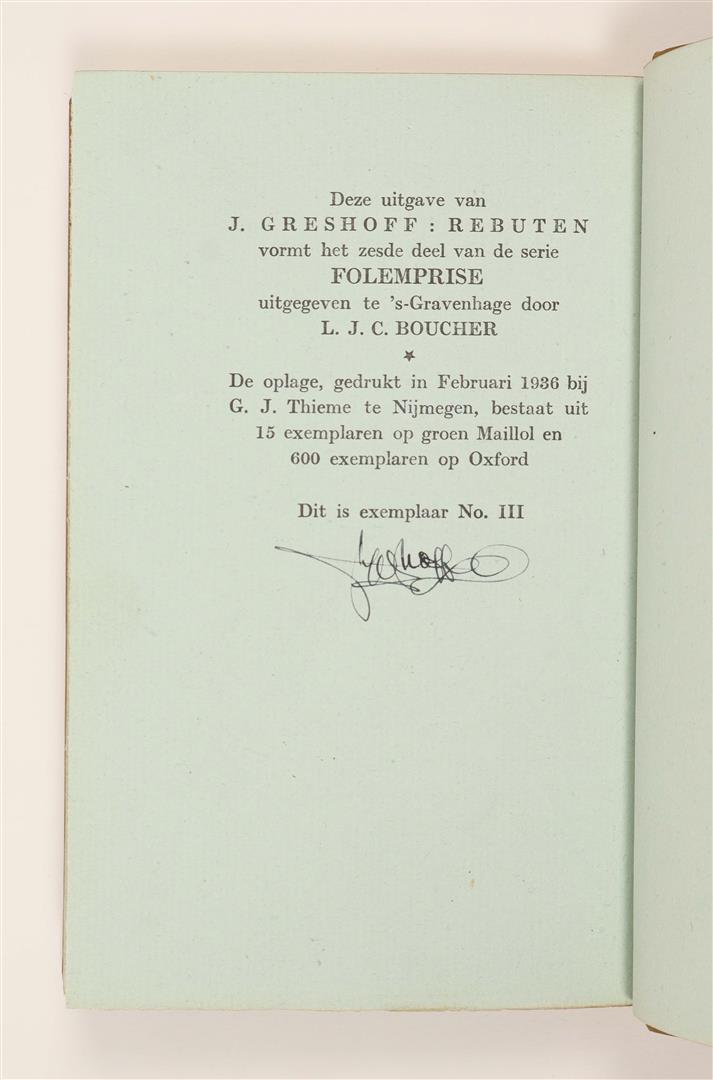 Deze uitgave van
J. GRESHOFF : REBUTEN
vormt het zesde deel van de serie
FOLEMPRISE
uitgegeven te 's-Gravenhage door
L. J. C. BOUCHER
De oplage, gedrukt in Februari 1936 bij
G. J. Thieme te Nijmegen, bestaat uit
15 exemplaren op groen Maillol en
600 exemplaren op Oxford
Dit is exemplaar No. III